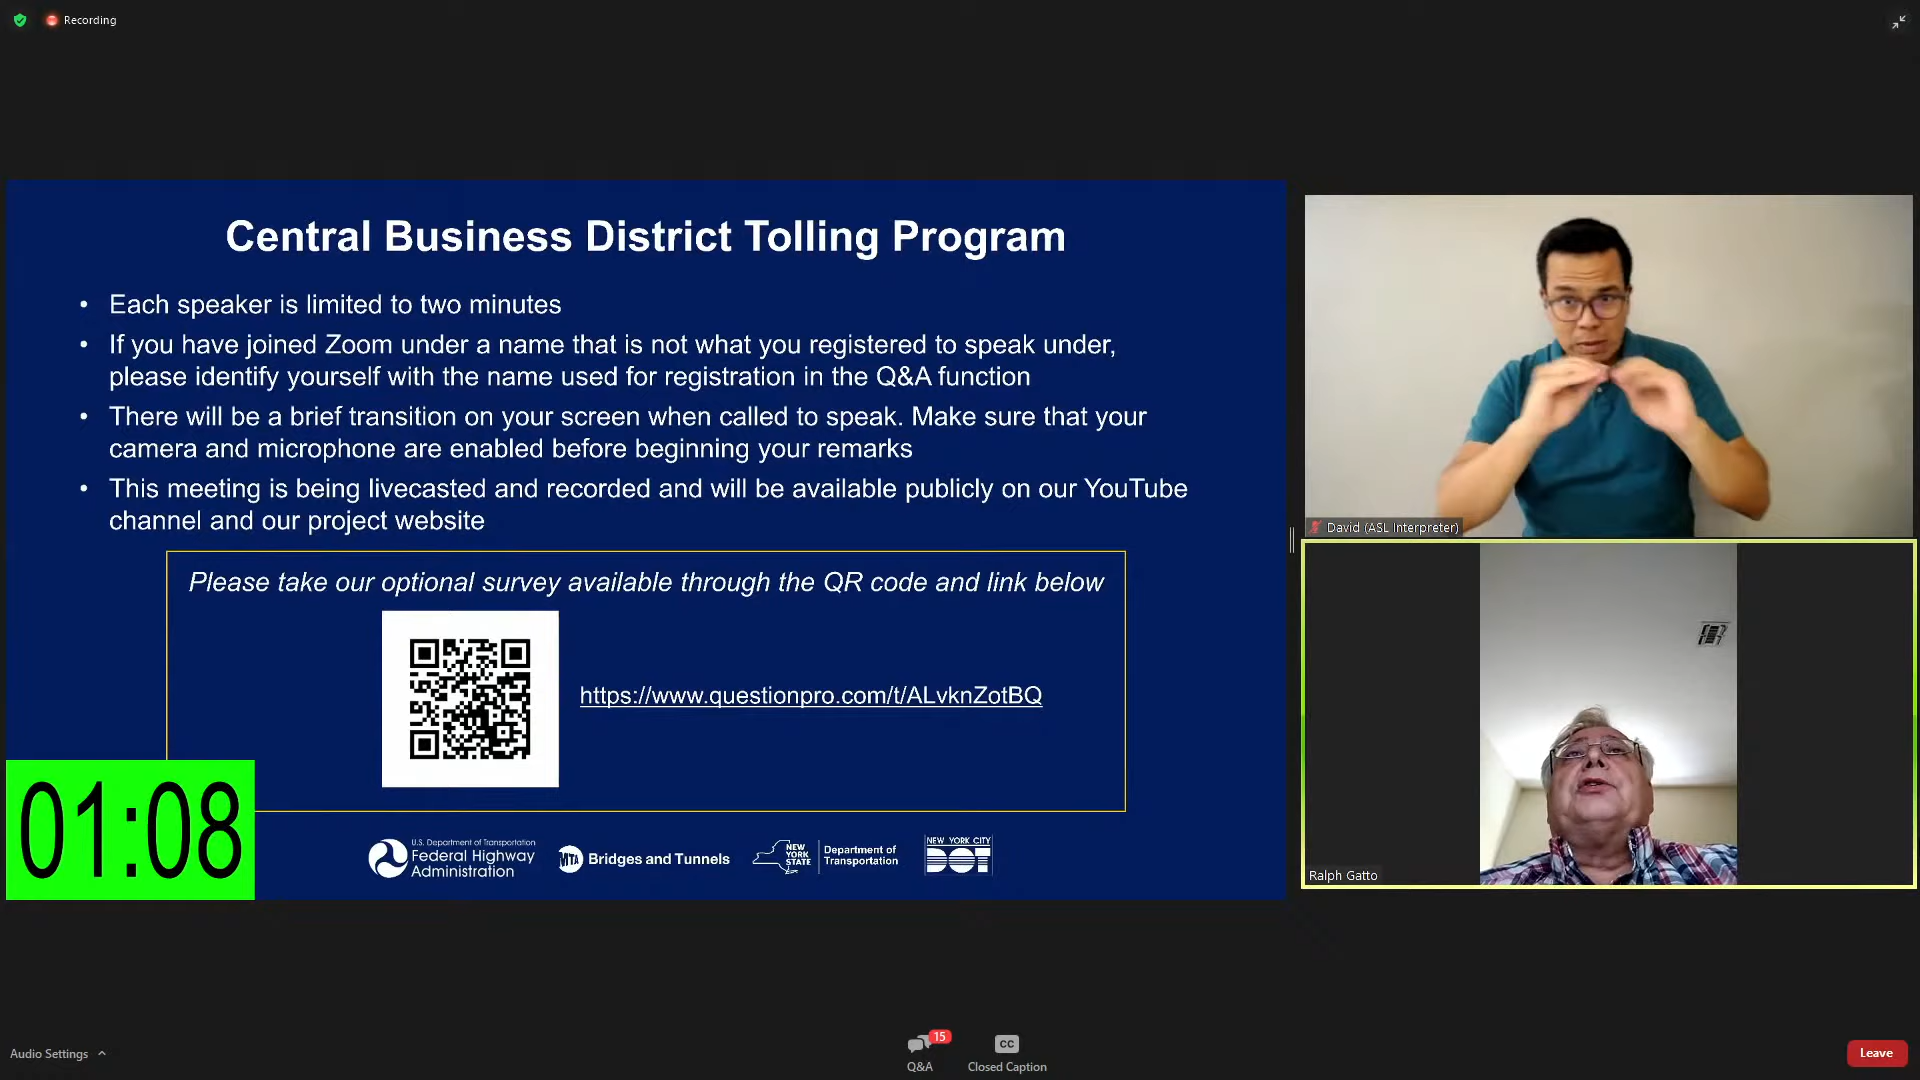 Recording
Central Business District Tolling Program
• Each speaker is limited to two minutes
• If you have joined Zoom under a name that is not what you registered to speak under,
please identify yourself with the name used for registration in the Q&A function
• There will be a brief transition on your screen when called to speak. Make sure that your
camera and microphone are enabled before beginning your remarks
• This meeting is being livecasted and recorded and will be available publicly on our YouTube
channel and our project website
Please take our optional survey available through the QR code and link below
https://www.questionpro.com/t/ALvknZotBQ
01:08
U.S. Department of Transportation
Federal Highway
Administration
MTA Bridges and Tunnels
NEW
YORK
STATE
Department of
Transportation
NEW YORK CITY
DOT
David (ASL Interpreter)
Ralph Gatto
Audio Settings
15
Q&A
CC
Closed Caption
Leave